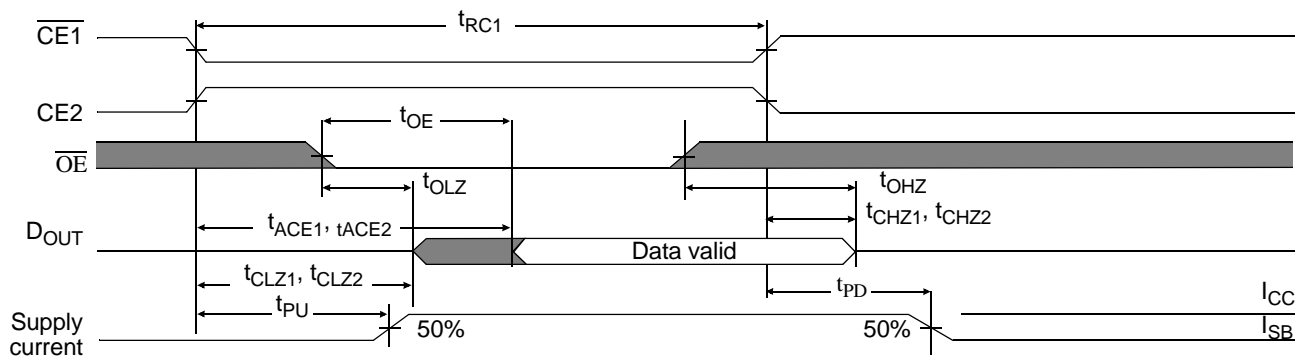 tRC1
CE1
CE2
tOE
OE
tOLZ
tOHZ
tACE1, tACE2
tCHZ1, tCHZ2
DOUT
Data valid
tCLZ1, tCLZ2
tPU
tPD
ICC
Supply
current
50%
50%
ISB